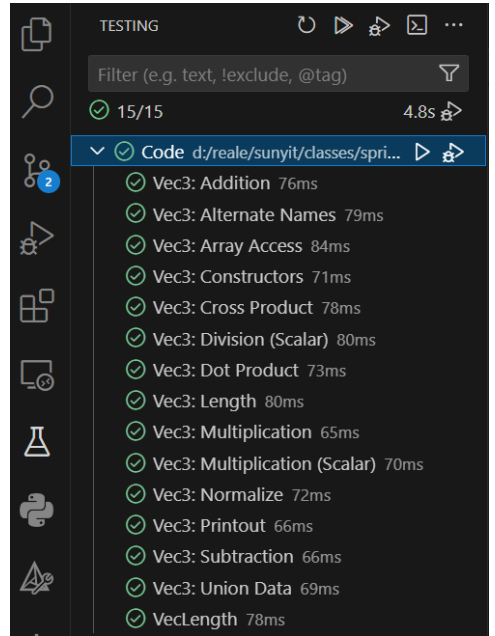 TESTING
Filter (e.g. text, !exclude, @tag)
15/15 4.8s
Code d:/reale/sunyit/classes/spri...
2
Vec3: Addition 76ms
Vec3: Alternate Names 79ms
Vec3: Array Access 84ms
Vec3: Constructors 71ms
Vec3: Cross Product 78ms
Vec3: Division (Scalar) 80ms
Vec3: Dot Product 73ms
Vec3: Length 80ms
Vec3: Multiplication 65ms
Vec3: Multiplication (Scalar) 70ms
Vec3: Normalize 72ms
Vec3: Printout 66ms
Vec3: Subtraction 66ms
Vec3: Union Data 69ms
VecLength 78ms